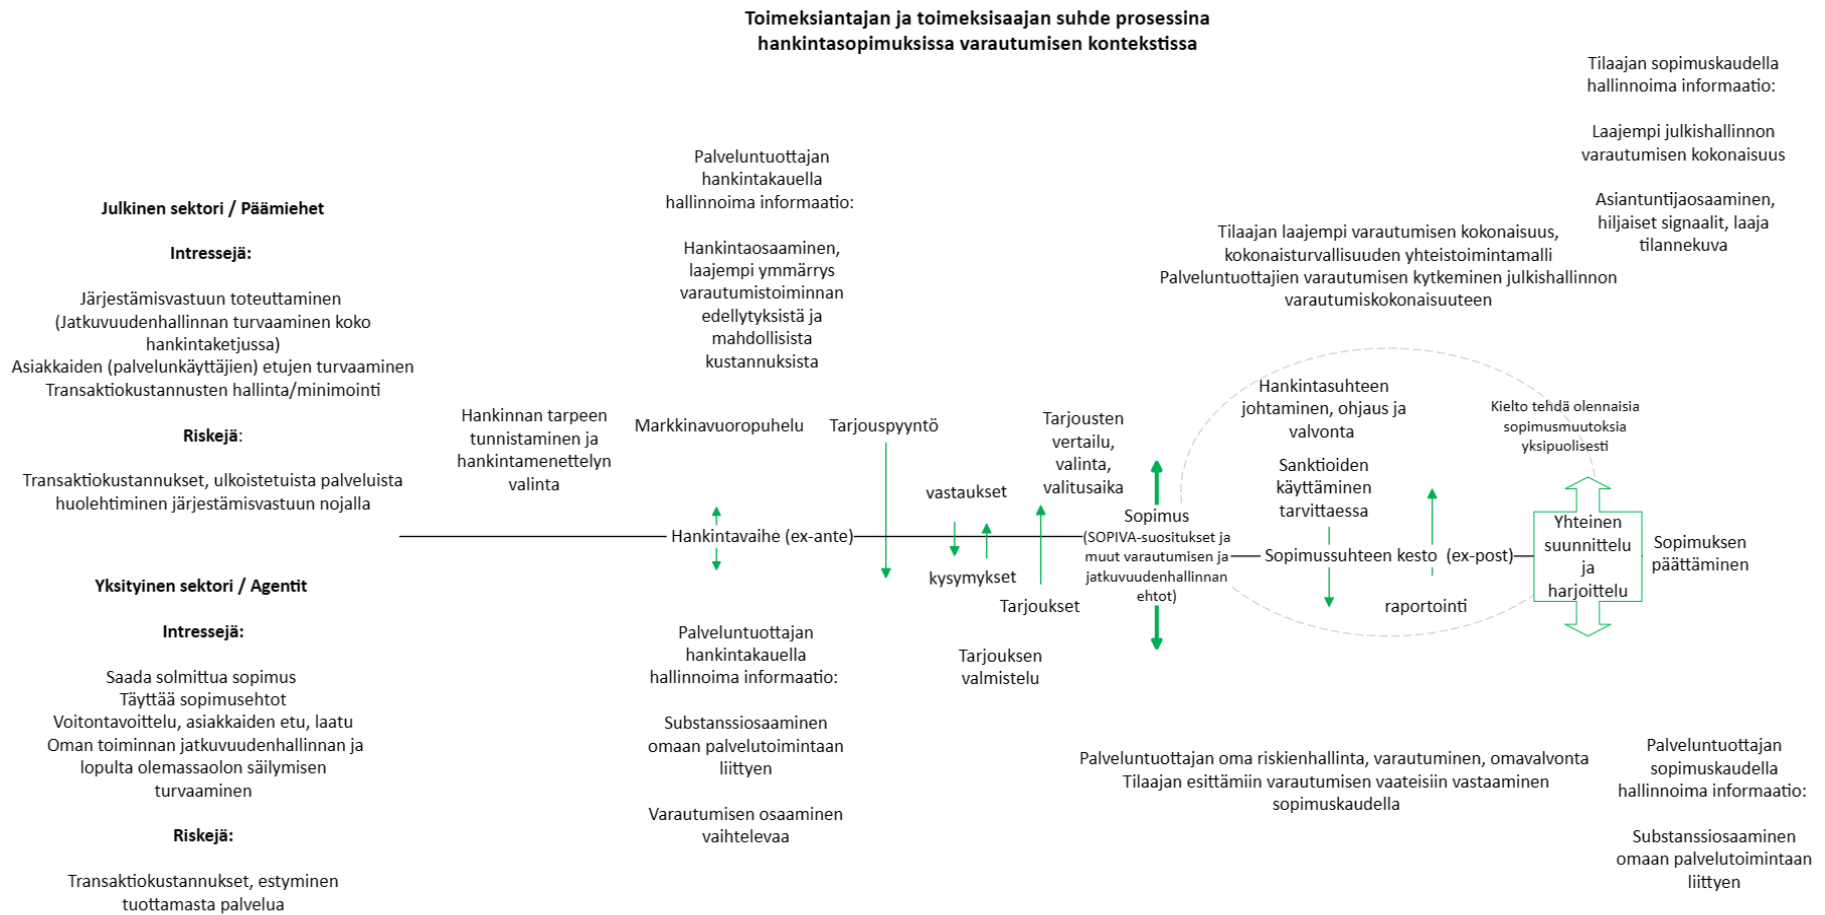 Toimeksiantajan ja toimeksisaajan suhde prosessina
hankintasopimuksissa varautumisen kontekstissa
Julkinen sektori / Päämiehet
Intressejä:
Järjestämisvastuun toteuttaminen
(Jatkuvuudenhallinnan turvaaminen koko
hankintaketjussa)
Asiakkaiden (palvelunkäyttäjien) etujen turvaaminen
Transaktiokustannusten hallinta/minimointi
Riskejä:
Transaktiokustannukset, ulkoistetuista palveluista
huolehtiminen järjestämisvastuun nojalla
Yksityinen sektori / Agentit
Intressejä:
Saada solmittua sopimus
Täyttää sopimusehtot
Voitontavoittelu, asiakkaiden etu, laatu
Oman toiminnan jatkuvuudenhallinnan ja
lopulta olemassaolon säilymisen
turvaaminen
Riskejä:
Transaktiokustannukset, estyminen
tuottamasta palvelua
Hankinnan tarpeen
tunnistaminen ja
hankintamenettelyn
valinta
Palveluntuottajan
hankintakauella
hallinnoima informaatio:
Hankintaosaaminen,
laajempi ymmärrys
varautumistoiminnan
edellytyksistä ja
mahdollisista
kustannuksista
Markkinavuoropuhelu
Hankintavaihe (ex-ante)
Palveluntuottajan
hankintakauella
hallinnoima informaatio:
Substanssiosaaminen
omaan palvelutoimintaan
liittyen
Varautumisen osaaminen
vaihtelevaa
Tarjouspyyntö
vastaukset
kysymykset
Tarjousten
vertailu,
valinta,
valitusaika
Tarjoukset
Tarjouksen
valmistelu
Sopimus
(SOPIVA-suositukset ja
muut varautumisen ja
jatkuvuudenhallinnan
ehtot)
Tilaajan laajempi varautumisen kokonaisuus,
kokonaisturvallisuuden yhteistoimintamalli
Palveluntuottajien varautumisen kytkeminen julkishallinnon
varautumiskokonaisuuteen
Hankintasuhteen
johtaminen, ohjaus ja
valvonta
Sanktioiden
käyttäminen
tarvittaessa
Sopimussuhteen kesto (ex-post)
raportointi
Kielto tehdä olennaisia
sopimusmuutoksia
yksipuolisesti
Yhteinen
suunnittelu
ja
harjoittelu
Sopimuksen
päättäminen
Palveluntuottajan oma riskienhallinta, varautuminen, omavalvonta
Tilaajan esittämiin varautumisen vaateisiin vastaaminen
sopimuskaudella
Tilaajan sopimuskaudella
hallinnoima informaatio:
Laajempi julkishallinnon
varautumisen kokonaisuus
Asiantuntijaosaaminen,
hiljaiset signaalit, laaja
tilannekuva
Palveluntuottajan
sopimuskaudella
hallinnoima informaatio:
Substanssiosaaminen
omaan palvelutoimintaan
liittyen